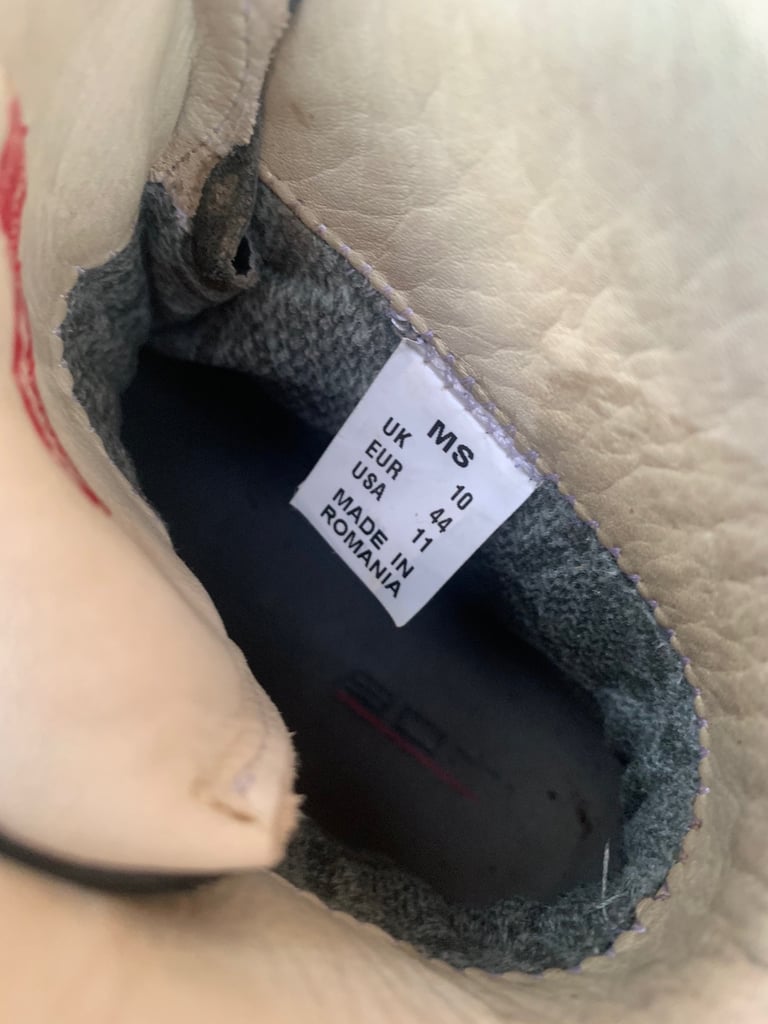 MS
UK 10
EUR 44
USA 11
MADE IN
ROMANIA